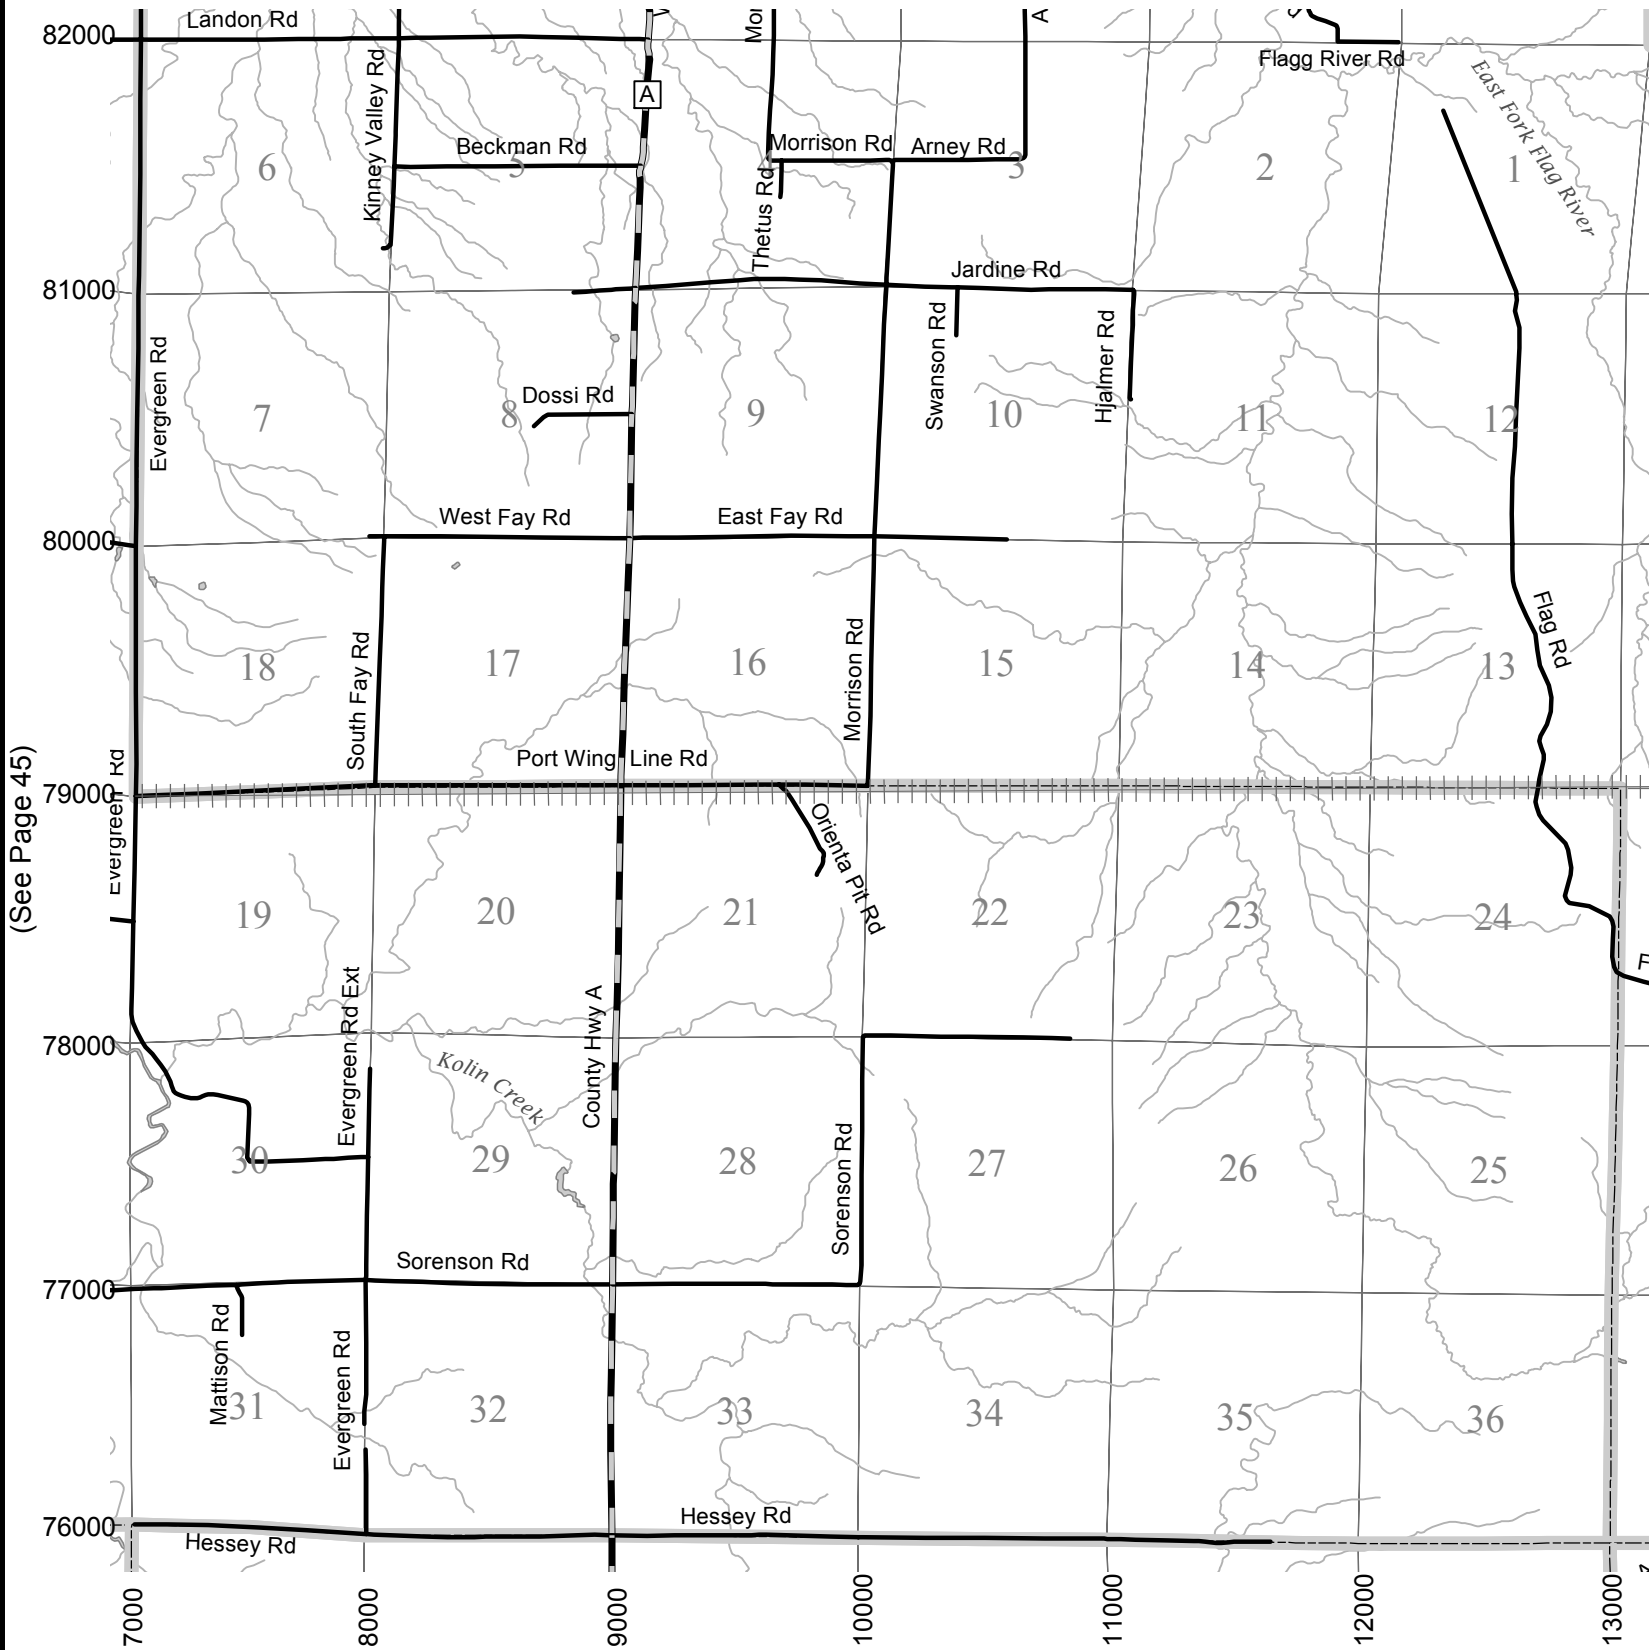 82000
Landon Rd
Kinney Valley Rd
A
Flagg River Rd
East Fork Flag River
Beckman Rd
Morrison Rd
Arney Rd
6
5
4
3
2
1
Thetus Rd
81000
Jardine Rd
Evergreen Rd
Swanson Rd
Hjalmer Rd
Dossi Rd
7
8
9
10
11
12
80000
West Fay Rd
East Fay Rd
Flag Rd
South Fay Rd
Morrison Rd
18
17
16
15
14
13
(See Page 45)
Evergreen Rd
79000
Port Wing Line Rd
Orienta Pit Rd
19
20
21
22
23
24
Evergreen Rd Ext
County Hwy A
78000
Kolin Creek
30
29
28
27
26
25
Sorenson Rd
77000
Sorenson Rd
Mattison Rd
Evergreen Rd
31
32
33
34
35
36
76000
Hessey Rd
Hessey Rd
7000
8000
9000
10000
11000
12000
13000